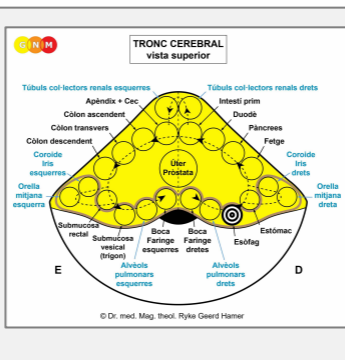 GNM
TRONC CEREBRAL
vista superior
Túbuls col·lectors renals esquerres
Túbuls col·lectors renals drets
Apèndix + Cec
Intestí prim
Còlon ascendent
Duodè
Còlon transvers
Pàncrees
Còlon descendent
Fetge
Coroide
Iris
esquerres
Coroide
Iris
drets
Úter
Pròstata
Orella
mitjana
esquerra
Orella
mitjana
dreta
Submucosa
rectal
Submucosa
vesical
(trígon)
Boca
Faringe
esquerres
Boca
Faringe
dretes
Esòfag
Estómac
Alvèols
pulmonars
esquerres
Alvèols
pulmonars
drets
E
D
© Dr. med. Mag. theol. Ryke Geerd Hamer